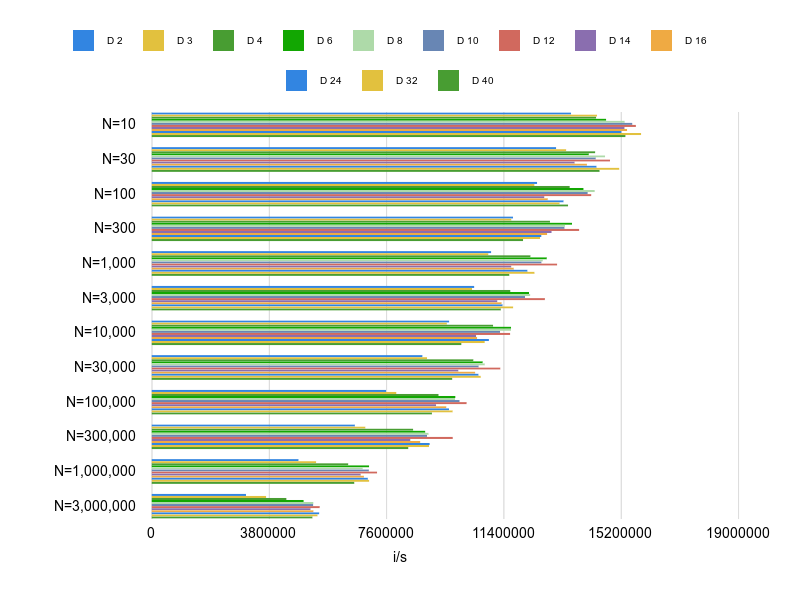 D 2 D 3 D 4 D 6 D 8 D 10 D 12 D 14 D 16
D 24 D 32 D 40
N=10
N=30
N=100
N=300
N=1,000
N=3,000
N=10,000
N=30,000
N=100,000
N=300,000
N=1,000,000
N=3,000,000
0 3800000 7600000 11400000 15200000 19000000
i/s